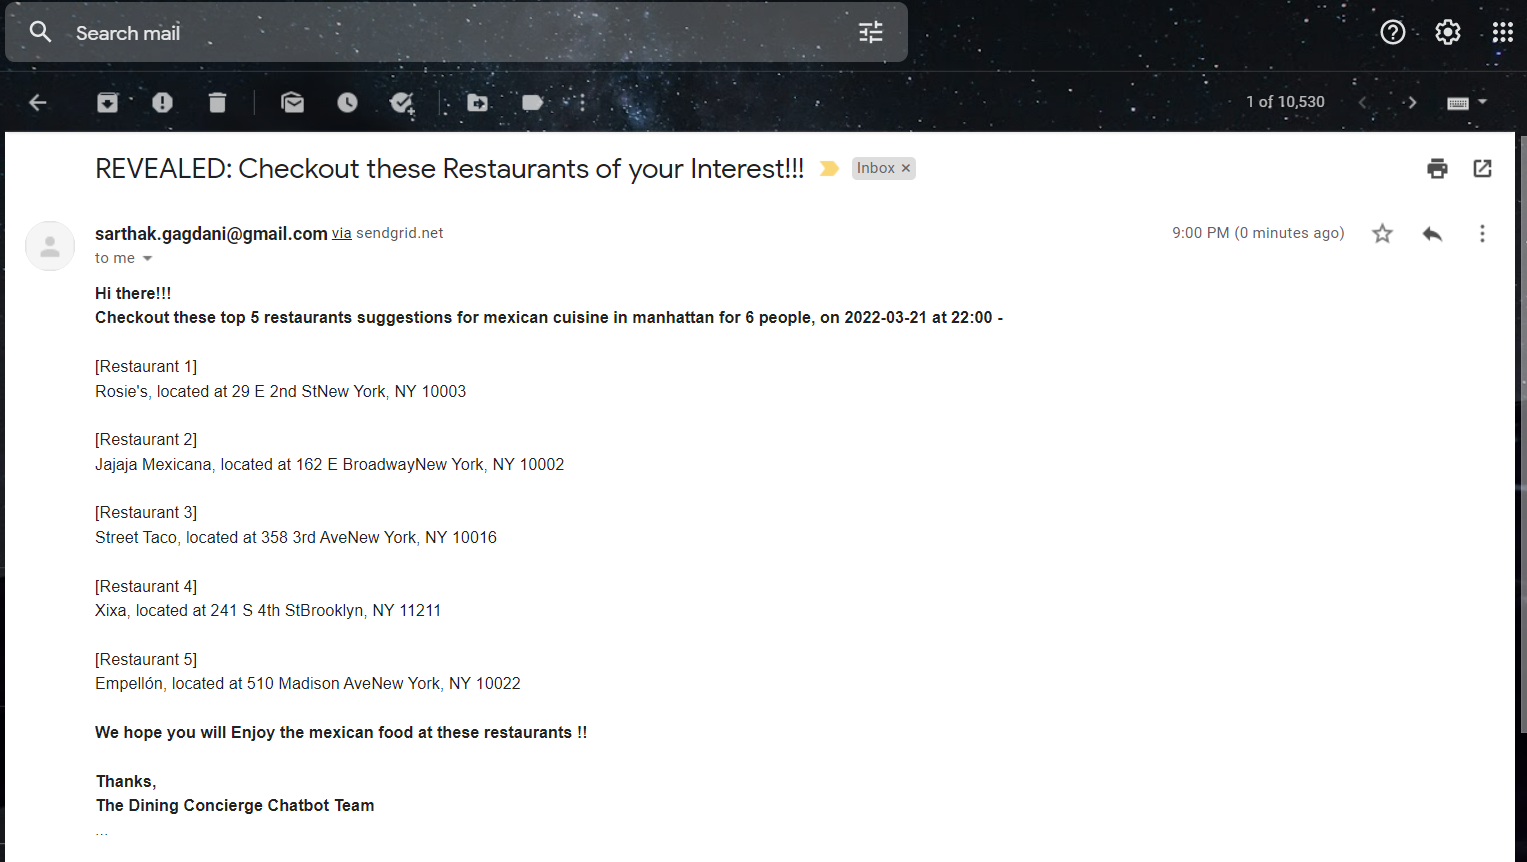 Search mail
1 of 10,530
REVEALED: Checkout these Restaurants of your Interest!!! Inbox ×
sarthak.gagdani@gmail.com via sendgrid.net 9:00 PM (0 minutes ago)
to me
Hi there!!!
Checkout these top 5 restaurants suggestions for mexican cuisine in manhattan for 6 people, on 2022-03-21 at 22:00 -
[Restaurant 1]
Rosie's, located at 29 E 2nd StNew York, NY 10003
[Restaurant 2]
Jajaja Mexicana, located at 162 E BroadwayNew York, NY 10002
[Restaurant 3]
Street Taco, located at 358 3rd AveNew York, NY 10016
[Restaurant 4]
Xixa, located at 241 S 4th StBrooklyn, NY 11211
[Restaurant 5]
Empellón, located at 510 Madison AveNew York, NY 10022
We hope you will Enjoy the mexican food at these restaurants !!
Thanks,
The Dining Concierge Chatbot Team
...